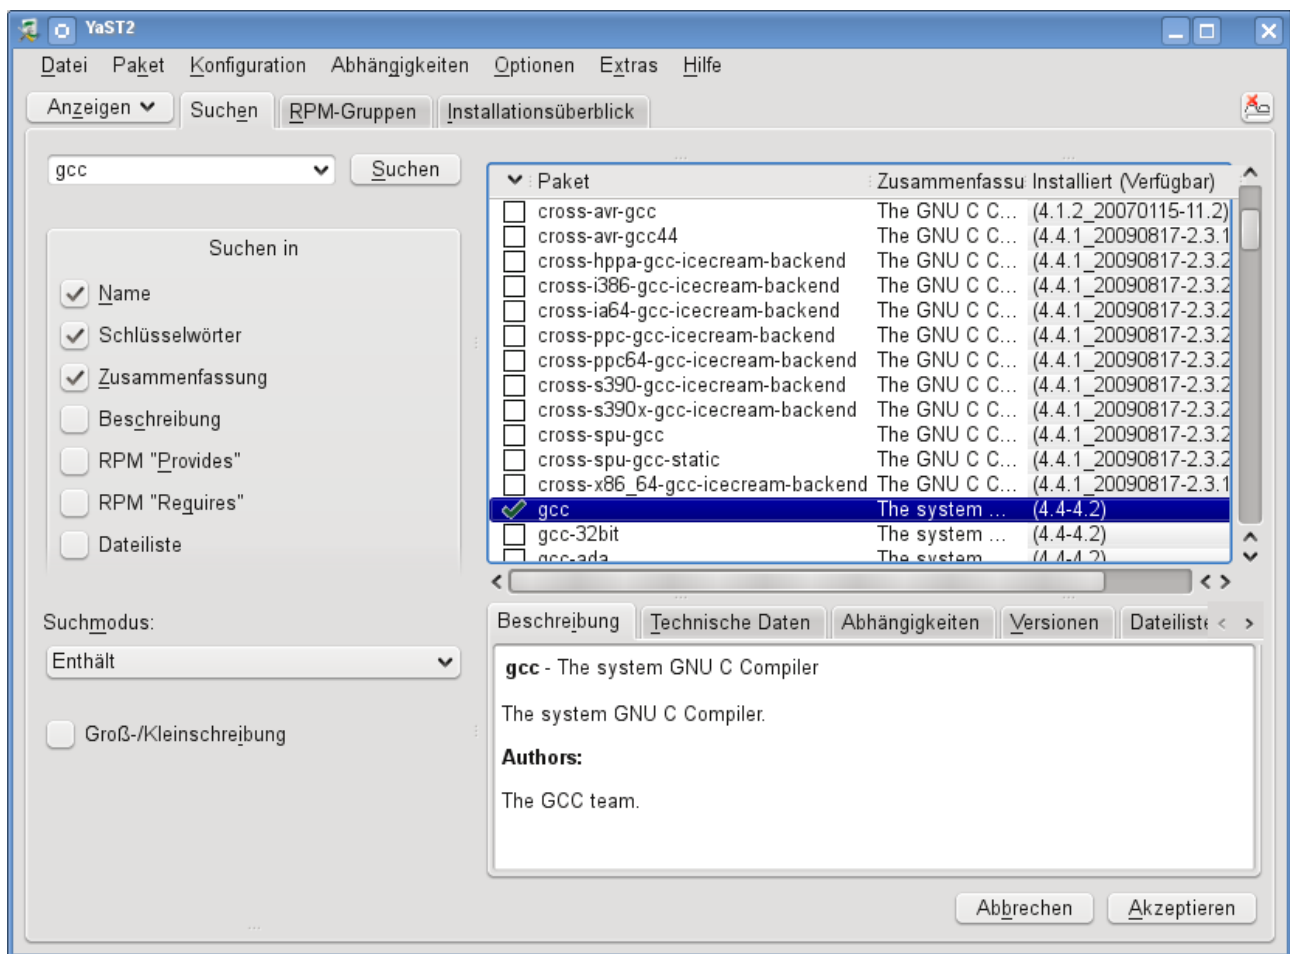 YaST2
Datei Paket Konfiguration Abhängigkeiten Optionen Extras Hilfe
Anzeigen Suchen RPM-Gruppen Installationsüberblick
gcc Suchen
Suchen in
Name
Schlüsselwörter
Zusammenfassung
Beschreibung
RPM "Provides"
RPM "Requires"
Dateiliste
Suchmodus:
Enthält
Groß-/Kleinschreibung
Paket Zusammenfassu Installiert (Verfügbar)
cross-avr-gcc The GNU C C... (4.1.2_20070115-11.2)
cross-avr-gcc44 The GNU C C... (4.4.1_20090817-2.3.1
cross-hppa-gcc-icecream-backend The GNU C C... (4.4.1_20090817-2.3.2
cross-i386-gcc-icecream-backend The GNU C C... (4.4.1_20090817-2.3.2
cross-ia64-gcc-icecream-backend The GNU C C... (4.4.1_20090817-2.3.2
cross-ppc-gcc-icecream-backend The GNU C C... (4.4.1_20090817-2.3.2
cross-ppc64-gcc-icecream-backend The GNU C C... (4.4.1_20090817-2.3.2
cross-s390-gcc-icecream-backend The GNU C C... (4.4.1_20090817-2.3.2
cross-s390x-gcc-icecream-backend The GNU C C... (4.4.1_20090817-2.3.2
cross-spu-gcc The GNU C C... (4.4.1_20090817-2.3.2
cross-spu-gcc-static The GNU C C... (4.4.1_20090817-2.3.2
cross-x86_64-gcc-icecream-backend The GNU C C... (4.4.1_20090817-2.3.1
gcc The system ... (4.4-4.2)
gcc-32bit The system ... (4.4-4.2)
gcc-ada The system (4.4-4.2)
Beschreibung Technische Daten Abhängigkeiten Versionen Dateiliste
gcc - The system GNU C Compiler
The system GNU C Compiler.
Authors:
The GCC team.
Abbrechen Akzeptieren